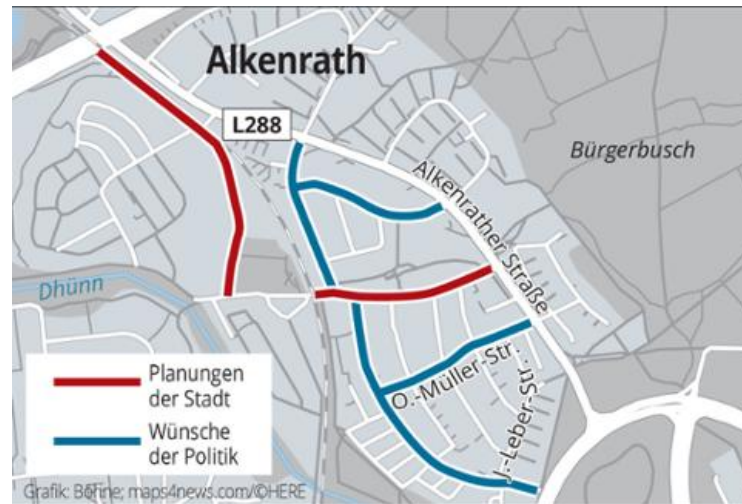 Alkenrath
L288
Bürgerbusch
Alkenrather Straße
Dhünn
O.-Müller-Str..
J.-Leber-Str..
Planungen
der Stadt
Wünsche
der Politik
Grafik: Böhne; maps4news.com/©HERE